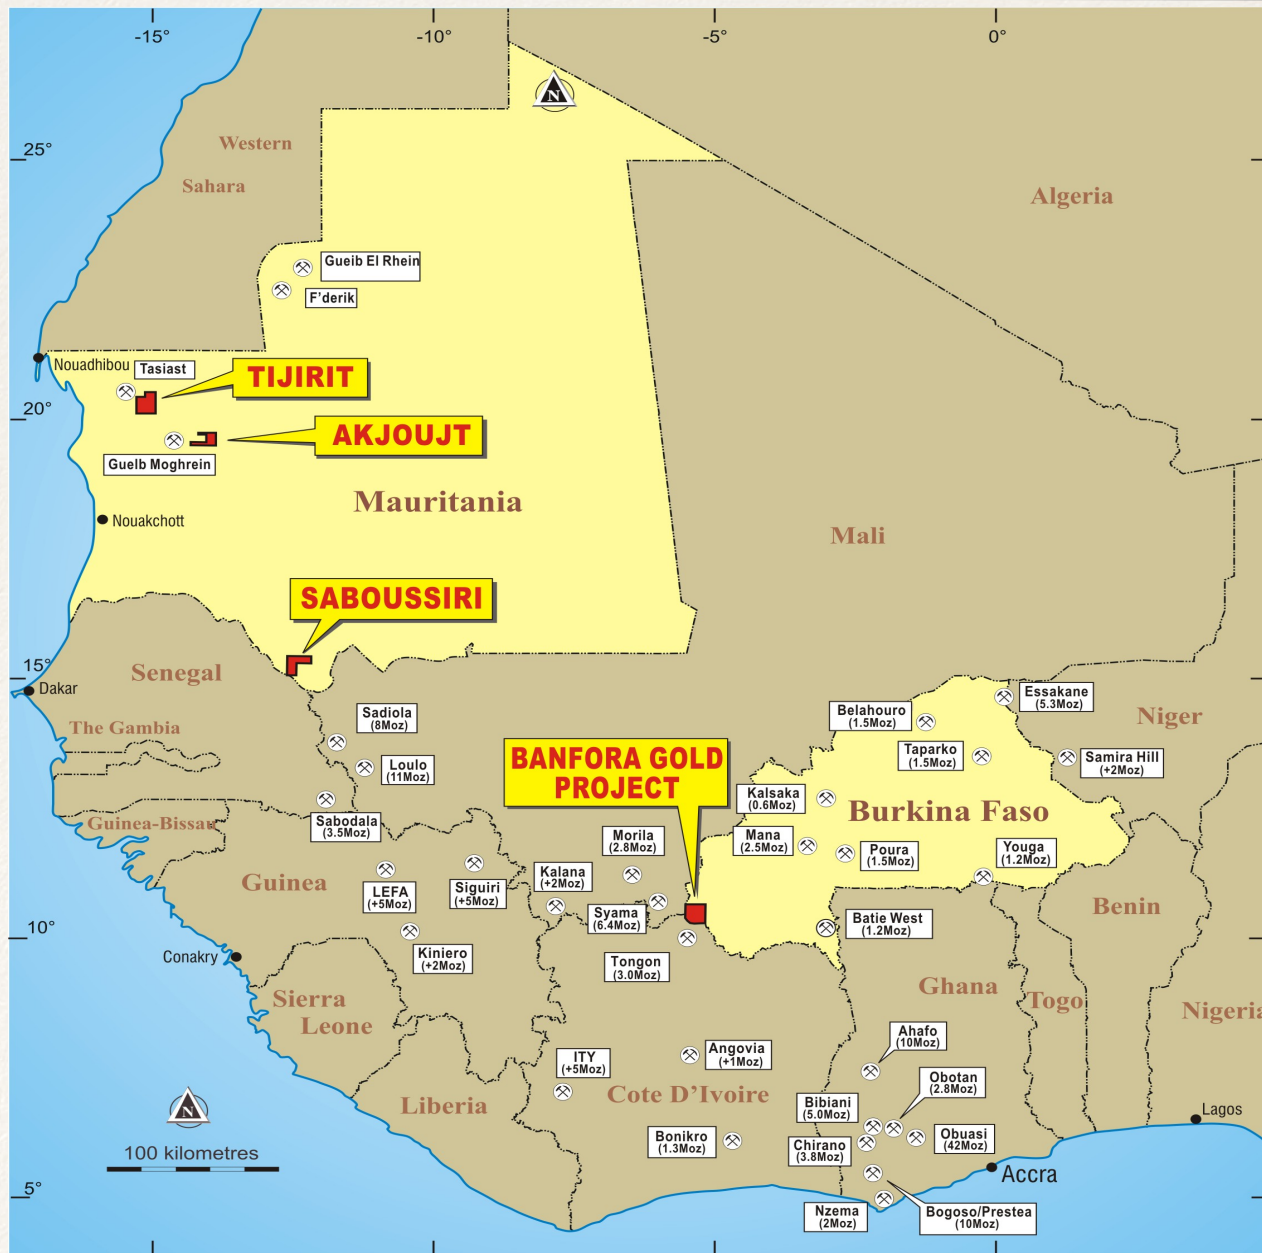 -15°
-10°
-5°
0°
N
25°
Western
Sahara
Algeria
Gueib El Rhein
F'derik
Nouadhibou
Tasiast
TIJIRIT
20°
AKJOUJT
Guelb Moghrein
Mauritania
Nouakchott
Mali
SABOUSSIRI
15°
Senegal
Dakar
The Gambia
Sadiola
(8Moz)
Loulo
(11Moz)
Belahouro
(1.5Moz)
Essakane
(5.3Moz)
Niger
Taparko
(1.5Moz)
Samira Hill
(+2Moz)
BANFORA GOLD
PROJECT
Kalsaka
(0.6Moz)
Burkina Faso
Guinea-Bissau
Sabodala
(3.5Moz)
Morila
(2.8Moz)
Mana
(2.5Moz)
Poura
(1.5Moz)
Youga
(1.2Moz)
Guinea
LEFA
(+5Moz)
Siguiri
(+5Moz)
Kalana
(+2Moz)
Syama
(6.4Moz)
Batie West
(1.2Moz)
Benin
10°
Conakry
Kiniero
(+2Moz)
Tongon
(3.0Moz)
Sierra
Leone
Ghana
Togo
Nigeria
Ahafo
(10Moz)
ITY
(+5Moz)
Angovia
(+1Moz)
Obotan
(2.8Moz)
Liberia
Cote D'Ivoire
Bibiani
(5.0Moz)
Lagos
N
Bonikro
(1.3Moz)
Chirano
(3.8Moz)
Obuasi
(42Moz)
100 kilometres
Accra
5°
Nzema
(2Moz)
Bogoso/Prestea
(10Moz)